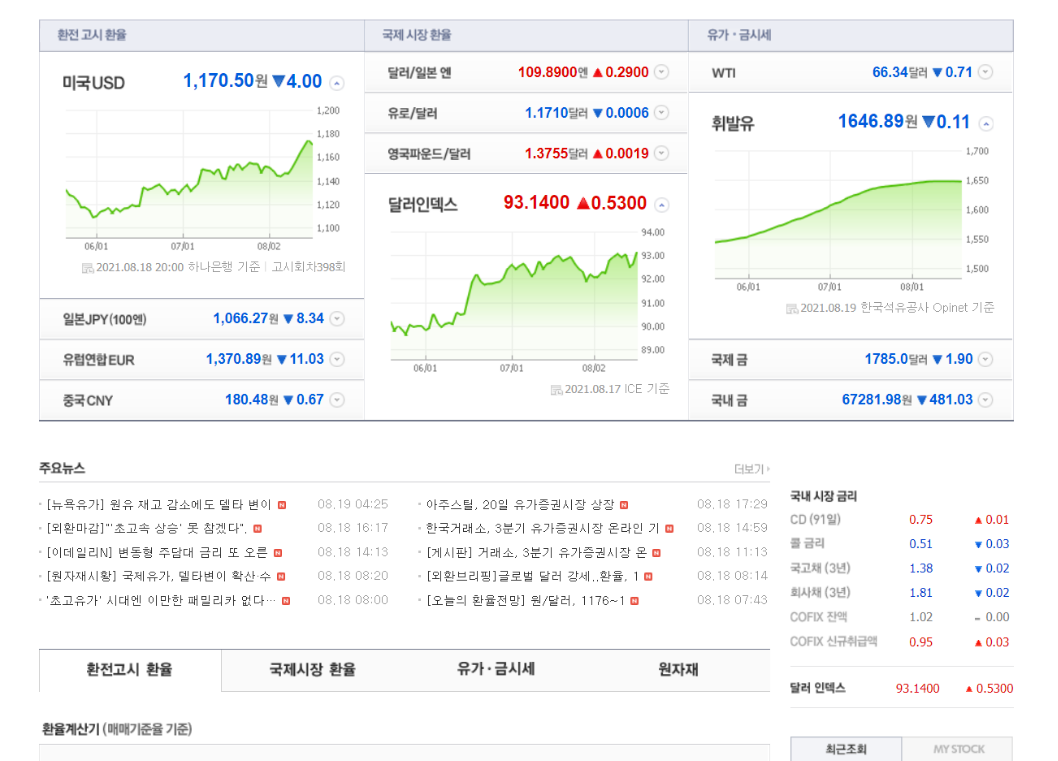 환전 고시 환율
미국 USD 1,170.50원 ▼4.00
1,200
1,180
1,160
1,140
1,120
1,100
06/01 07/01 08/02
2021.08.18 20:00 하나은행 기준 | 고시회차398회
일본JPY(100엔) 1,066.27원 ▼ 8.34
유럽연합EUR 1,370.89원 ▼ 11.03
중국CNY 180.48원 ▼ 0.67
국제 시장 환율
달러/일본 엔 109.8900엔 ▲ 0.2900
유로/달러 1.1710달러 ▼ 0.0006
영국파운드/달러 1.3755달러 ▲ 0.0019
달러인덱스 93.1400 ▲0.5300
94.00
93.00
92.00
91.00
90.00
89.00
06/01 07/01 08/02
2021.08.17 ICE 기준
유가 · 금시세
WTI 66.34달러 ▼ 0.71
휘발유 1646.89원 ▼0.11
1,700
1,650
1,600
1,550
1,500
06/01 07/01 08/01
2021.08.19 한국석유공사 Opinet 기준
국제 금 1785.0달러 ▼ 1.90
국내 금 67281.98원 ▼ 481.03
주요뉴스 더보기
[뉴욕유가] 원유 재고 감소에도 델타 변이 N 08.19 04:25
[외환마감]"'초고속 상승' 못 참겠다". N 08.18 16:17
[이데일리N] 변동형 주담대 금리 또 오른 N 08.18 14:13
[원자재시황] 국제유가, 델타변이 확산 수 N 08.18 08:20
'초고유가' 시대엔 이만한 패밀리카 없다… N 08.18 08:00
아주스틸, 20일 유가증권시장 상장 N 08.18 17:29
한국거래소, 3분기 유가증권시장 온라인 기 N 08.18 14:59
[게시판] 거래소, 3분기 유가증권시장 온 N 08.18 11:13
[외환브리핑]글로벌 달러 강세..환율, 1 N 08.18 08:14
[오늘의 환율전망] 원/달러, 1176~1 N 08.18 07:43
국내 시장 금리
CD (91일) 0.75 ▲ 0.01
콜 금리 0.51 ▼ 0.03
국고채 (3년) 1.38 ▼ 0.02
회사채 (3년) 1.81 ▼ 0.02
COFIX 잔액 1.02 - 0.00
COFIX 신규취급액 0.95 ▲ 0.03
달러 인덱스 93.1400 ▲ 0.5300
환전고시 환율 국제시장 환율 유가 · 금시세 원자재
환율계산기 (매매기준율 기준)
최근조회 MY STOCK